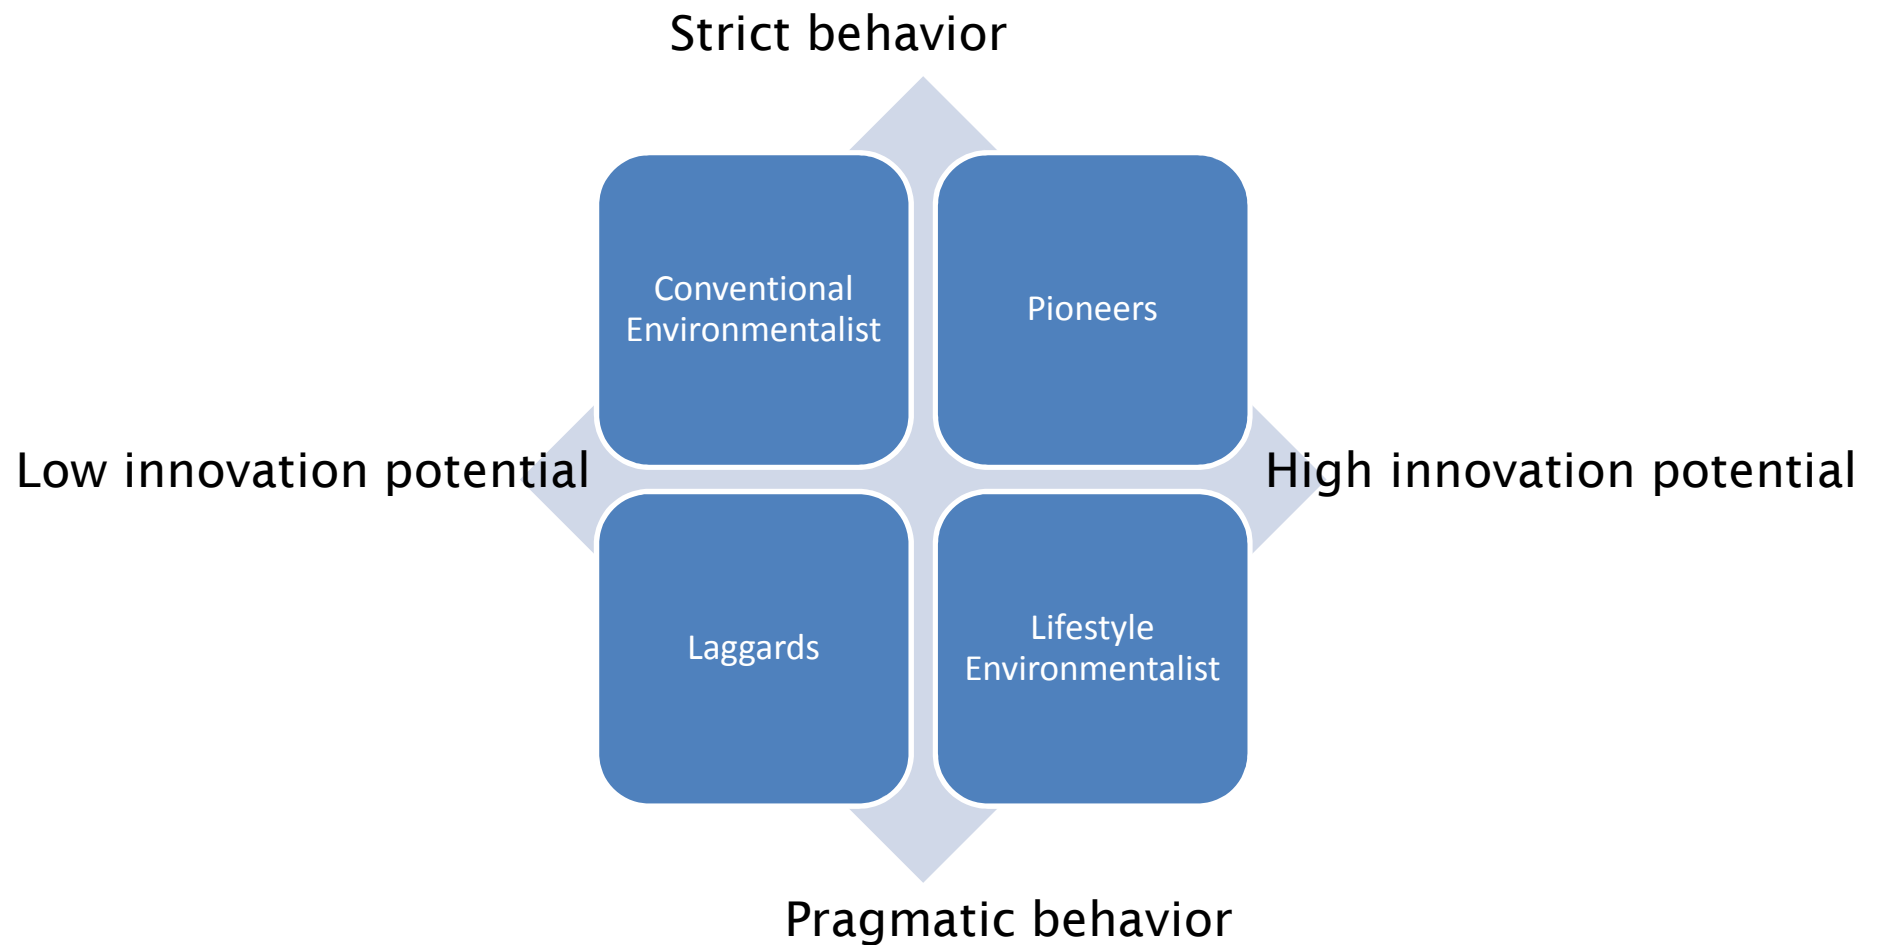 Strict behavior
Conventional
Environmentalist
Pioneers
Low innovation potential
High innovation potential
Laggards
Lifestyle
Environmentalist
Pragmatic behavior